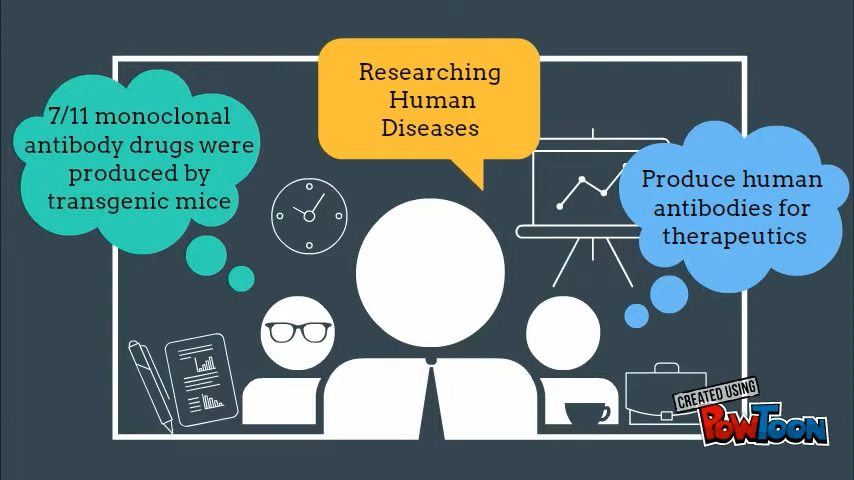 7/11 monoclonal
antibody drugs were
produced by
transgenic mice
Researching
Human
Diseases
Produce human
antibodies for
therapeutics
CREATED USING
POWTOON